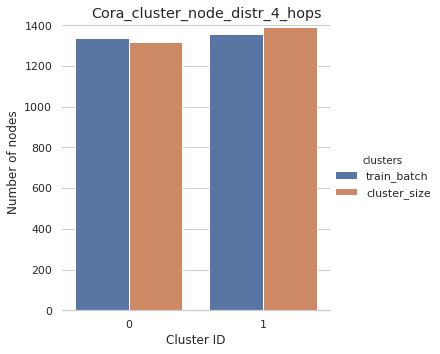 Cora_cluster_node_distr_4_hops
1400
1200
1000
800
600
400
200
0
Number of nodes
0 1
Cluster ID
clusters
train_batch
cluster_size